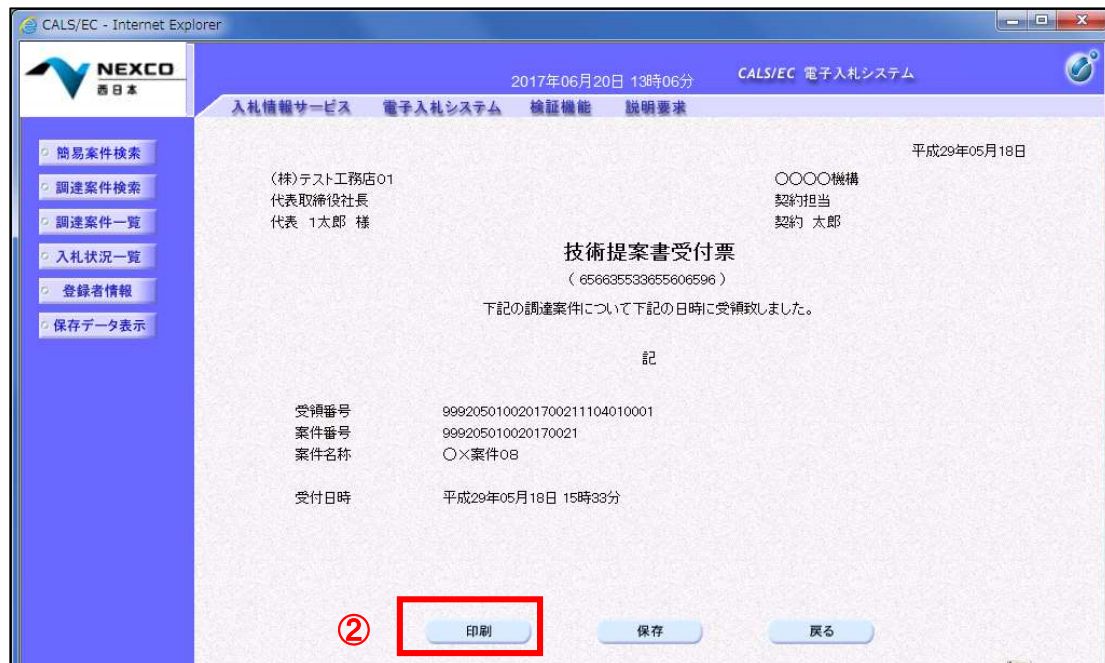 CALS/EC - Internet Explorer
NEXCO
西日本
2017年06月20日 13時06分
CALS/EC 電子入札システム
入札情報サービス 電子入札システム 検証機能 説明要求
簡易案件検索
調達案件検索
調達案件一覧
入札状況一覧
登録者情報
保存データ表示
平成29年05月18日
(株)テスト工務店01
代表取締役社長
代表 1太郎 様
〇〇〇〇機構
契約担当
契約 太郎
技術提案書受付票
( 656635533655606596 )
下記の調達案件について下記の日時に受領致しました。
記
受領番号 9992050100201700211104010001
案件番号 999205010020170021
案件名称 〇×案件08
受付日時 平成29年05月18日 15時33分
② 印刷 保存 戻る